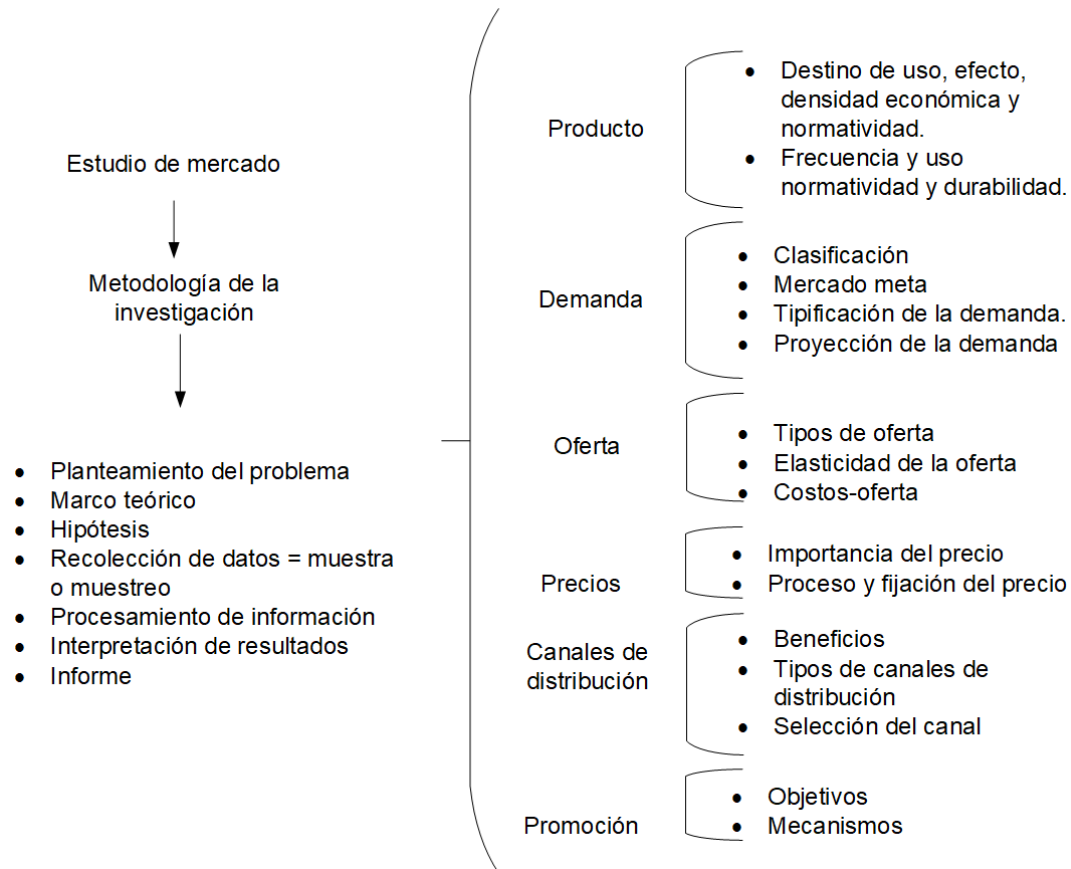 Estudio de mercado
Metodología de la
investigación
• Planteamiento del problema
• Marco teórico
• Hipótesis
• Recolección de datos = muestra
o muestreo
• Procesamiento de información
• Interpretación de resultados
• Informe
Producto
• Destino de uso, efecto,
densidad económica y
normatividad.
• Frecuencia y uso
normatividad y durabilidad.
Demanda
• Clasificación
• Mercado meta
• Tipificación de la demanda.
• Proyección de la demanda
Oferta
• Tipos de oferta
• Elasticidad de la oferta
• Costos-oferta
Precios
• Importancia del precio
• Proceso y fijación del precio
Canales de
distribución
• Beneficios
• Tipos de canales de
distribución
• Selección del canal
Promoción
• Objetivos
• Mecanismos